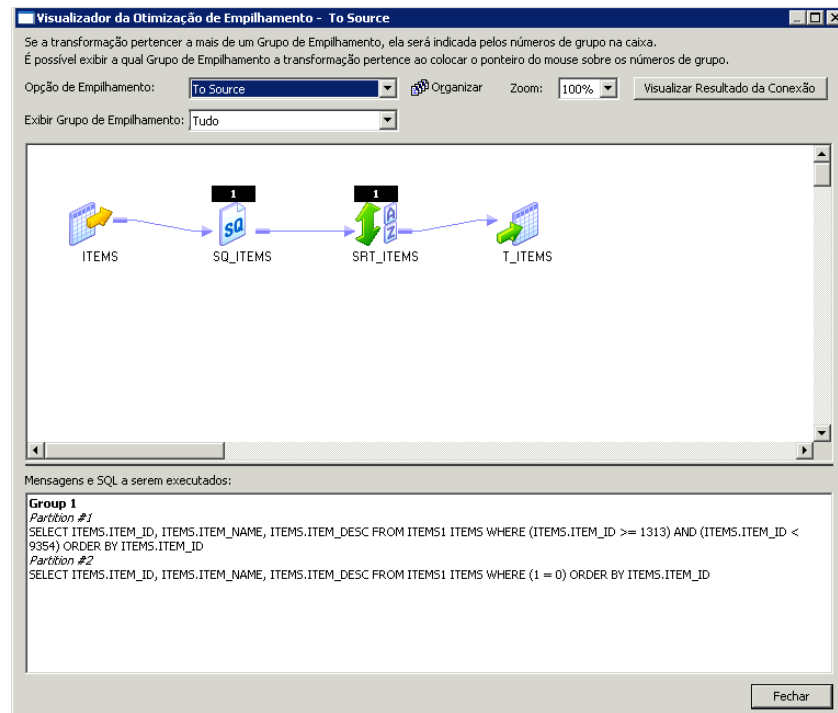 Visualizador da Otimização de Empilhamento - To Source
Se a transformação pertencer a mais de um Grupo de Empilhamento, ela será indicada pelos números de grupo na caixa.
É possível exibir a qual Grupo de Empilhamento a transformação pertence ao colocar o ponteiro do mouse sobre os números de grupo.
Opção de Empilhamento: To Source Organizar Zoom: 100% Visualizar Resultado da Conexão
Exibir Grupo de Empilhamento: Tudo
1 1
SQ A Z
ITEMS SQ_ITEMS SRT_ITEMS T_ITEMS
Mensagens e SQL a serem executados:
Group 1
Partition #1
SELECT ITEMS.ITEM_ID, ITEMS.ITEM_NAME, ITEMS.ITEM_DESC FROM ITEMS1 ITEMS WHERE (ITEMS.ITEM_ID >= 1313) AND (ITEMS.ITEM_ID <
9354) ORDER BY ITEMS.ITEM_ID
Partition #2
SELECT ITEMS.ITEM_ID, ITEMS.ITEM_NAME, ITEMS.ITEM_DESC FROM ITEMS1 ITEMS WHERE (1 = 0) ORDER BY ITEMS.ITEM_ID
Fechar